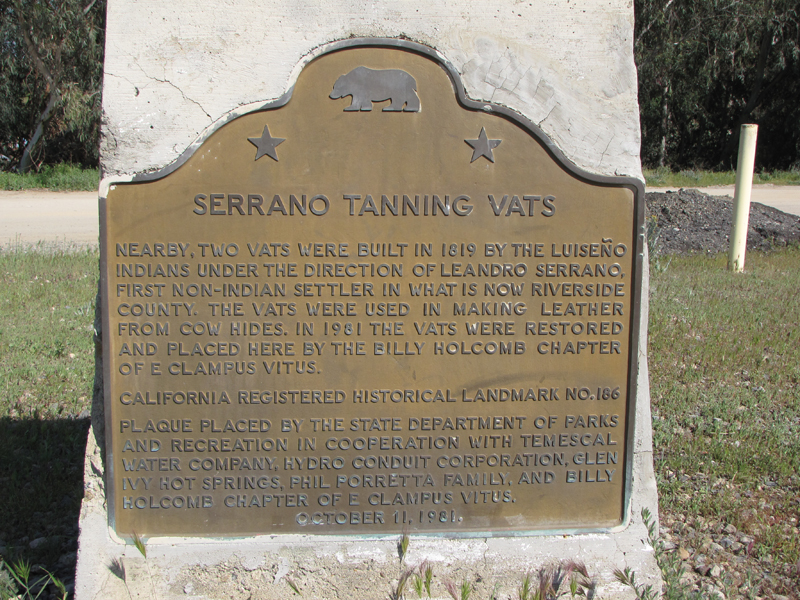 SERRANO TANNING VATS
NEARBY, TWO VATS WERE BUILT IN 1819 BY THE LUISEÑO
INDIANS UNDER THE DIRECTION OF LEANDRO SERRANO,
FIRST NON-INDIAN SETTLER IN WHAT IS NOW RIVERSIDE
COUNTY. THE VATS WERE USED IN MAKING LEATHER
FROM COW HIDES. IN 1981 THE VATS WERE RESTORED
AND PLACED HERE BY THE BILLY HOLCOMB CHAPTER
OF E CLAMPUS VITUS.
CALIFORNIA REGISTERED HISTORICAL LANDMARK NO. 186
PLAQUE PLACED BY THE STATE DEPARTMENT OF PARKS
AND RECREATION IN COOPERATION WITH TEMESCAL
WATER COMPANY, HYDRO CONDUIT CORPORATION, GLEN
IVY HOT SPRINGS, PHIL PORRETTA FAMILY, AND BILLY
HOLCOMB CHAPTER OF E CLAMPUS VITUS.
OCTOBER 11, 1981.